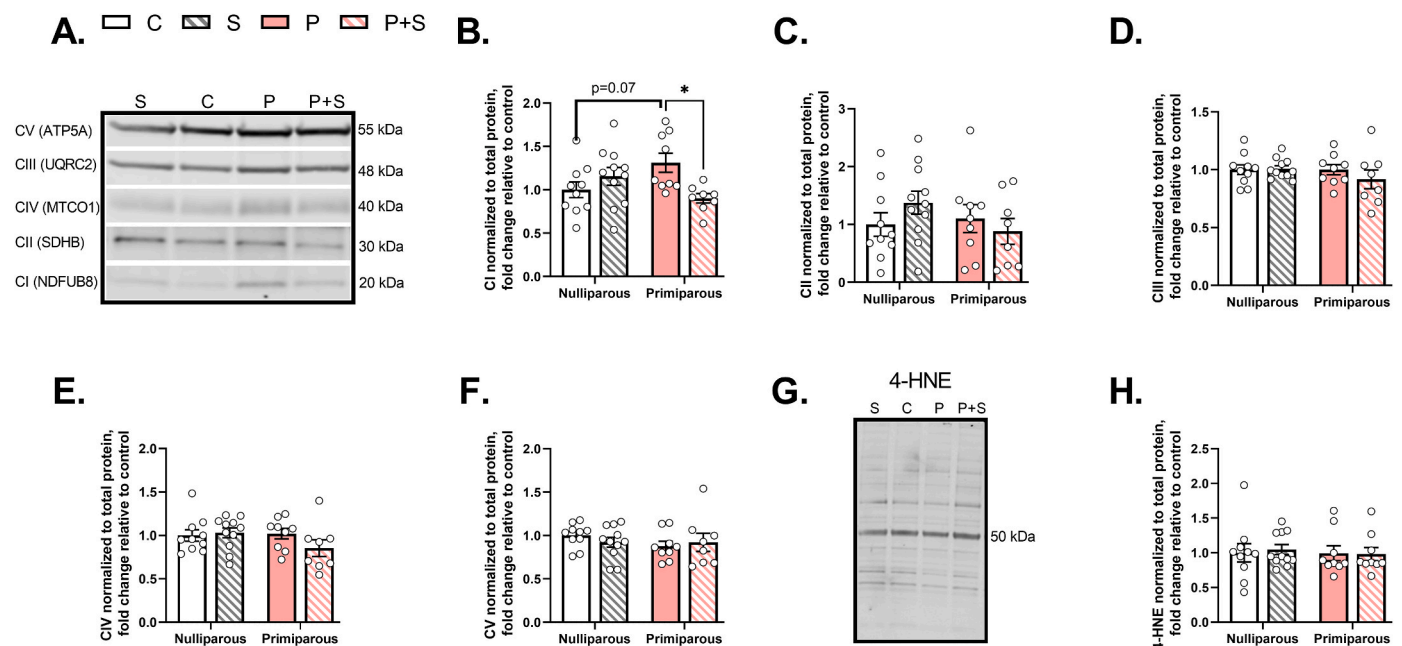 A.
C S P P+S
S C P P+S
CV (ATP5A) 55 kDa
CIII (UQRC2) 48 kDa
CIV (MTCO1) 40 kDa
CII (SDHB) 30 kDa
CI (NDFUB8) 20 kDa
B.
CI normalized to total protein,
fold change relative to control
p=0.07 *
2.0
1.5
1.0
0.5
0.0
Nulliparous Primiparous
C.
CII normalized to total protein,
fold change relative to control
3
2
1
0
Nulliparous Primiparous
D.
CIII normalized to total protein,
fold change relative to control
1.5
1.0
0.5
0.0
Nulliparous Primiparous
E.
CIV normalized to total protein,
fold change relative to control
2.0
1.5
1.0
0.5
0.0
Nulliparous Primiparous
F.
CV normalized to total protein,
fold change relative to control
2.0
1.5
1.0
0.5
0.0
Nulliparous Primiparous
G.
4-HNE
S C P P+S
50 kDa
H.
4-HNE normalized to total protein,
fold change relative to control
2.5
2.0
1.5
1.0
0.5
0.0
Nulliparous Primiparous